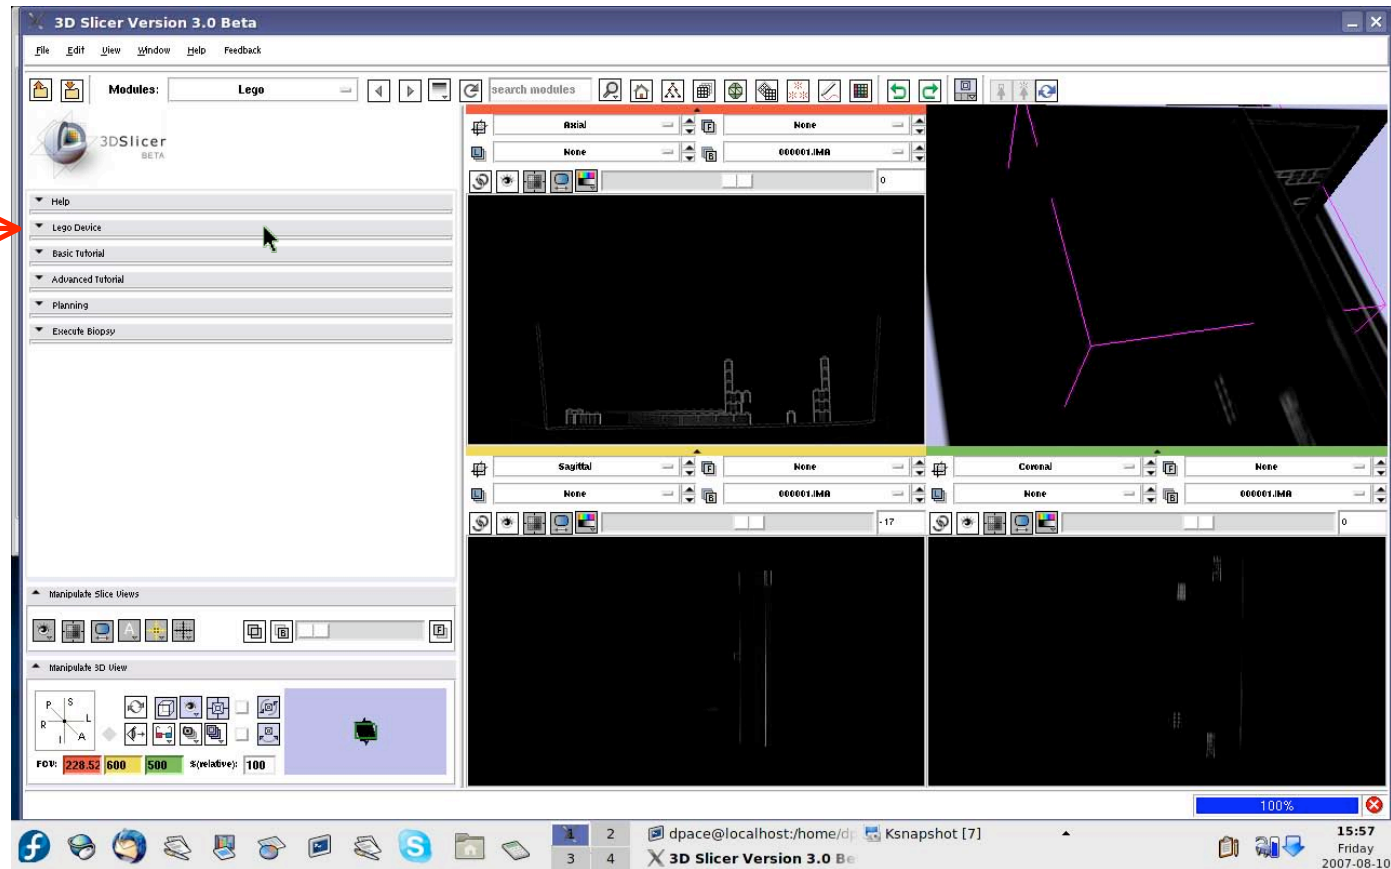 3D Slicer Version 3.0 Beta
File Edit View Window Help Feedback
Modules: Lego search modules
3DSlicer
BETA
Help
Lego Device
Basic Tutorial
Advanced Tutorial
Planning
Execute Biopsy
Axial None
None 000001.IMA
0
Sagittal None
None 000001.IMA
-17
Coronal None
None 000001.IMA
0
Manipulate Slice Views
Manipulate 3D View
P S
R L
I A
FOV: 228.52 600 500 %(relative): 100
100%
1 2
3 4
dpace@localhost:/home/dp
Ksnapshot [7]
3D Slicer Version 3.0 Be
15:57
Friday
2007-08-10